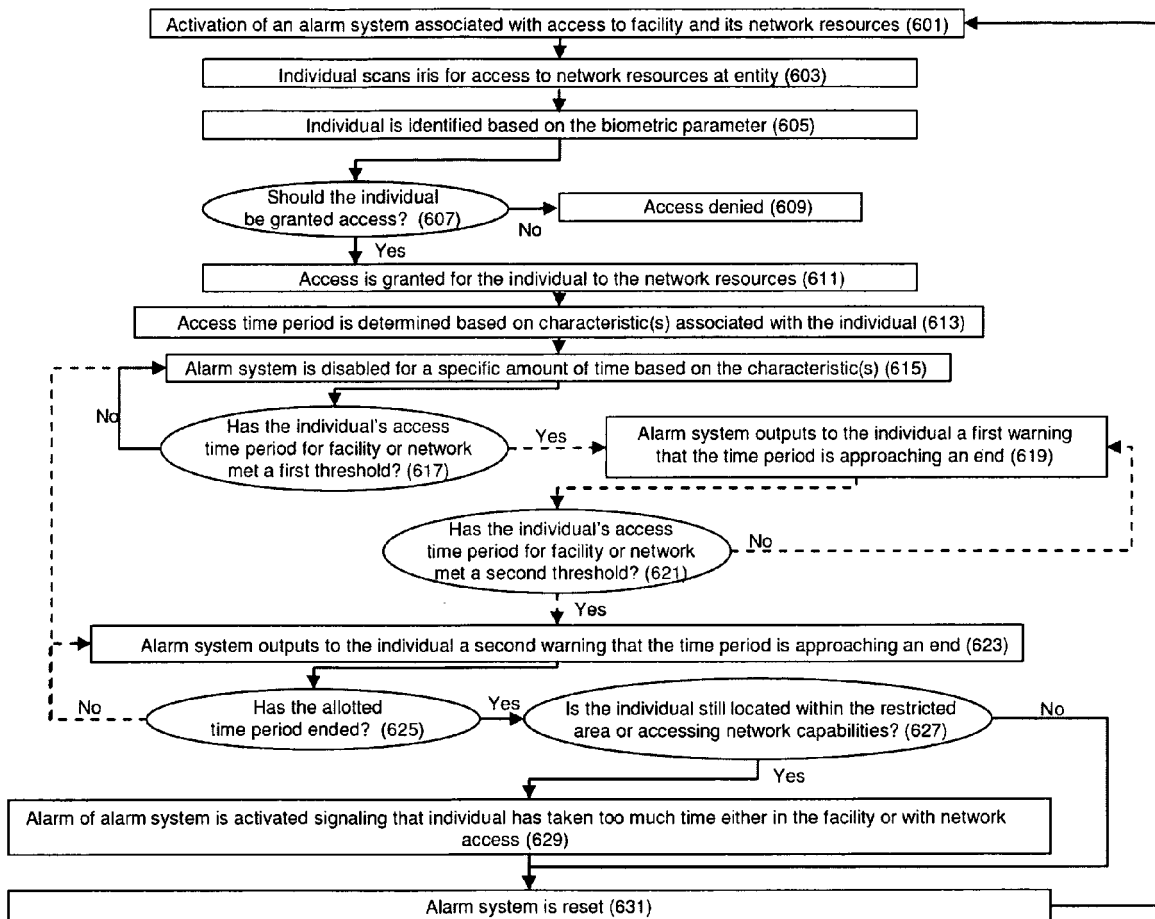 Activation of an alarm system associated with access to facility and its network resources (601)
Individual scans iris for access to network resources at entity (603)
Individual is identified based on the biometric parameter (605)
Should the individual
be granted access? (607)
No
Access denied (609)
Yes
Access is granted for the individual to the network resources (611)
Access time period is determined based on characteristic(s) associated with the individual (613)
Alarm system is disabled for a specific amount of time based on the characteristic(s) (615)
No
Has the individual's access
time period for facility or network
met a first threshold? (617)
Yes
Alarm system outputs to the individual a first warning
that the time period is approaching an end (619)
Has the individual's access
time period for facility or network
met a second threshold? (621)
No
Yes
Alarm system outputs to the individual a second warning that the time period is approaching an end (623)
No
Has the allotted
time period ended? (625)
Yes
Is the individual still located within the restricted
area or accessing network capabilities? (627)
No
Yes
Alarm of alarm system is activated signaling that individual has taken too much time either in the facility or with network
access (629)
Alarm system is reset (631)